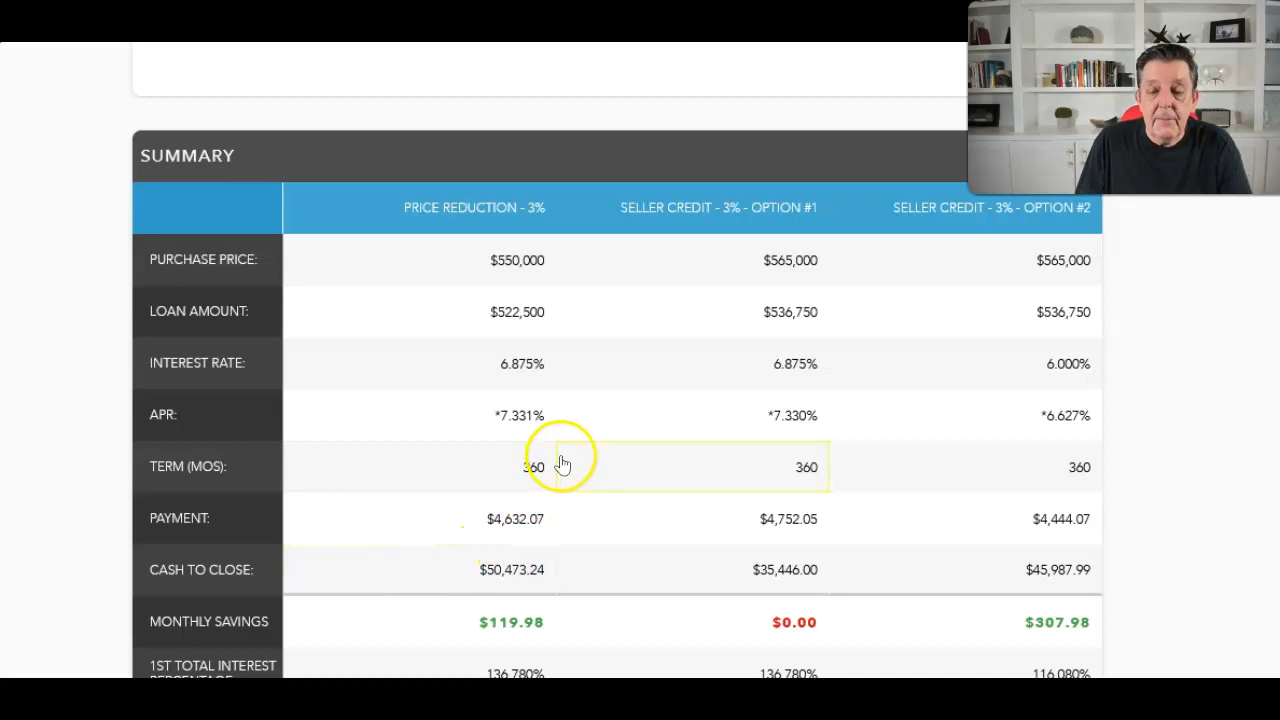 SUMMARY
PRICE REDUCTION - 3% SELLER CREDIT - 3% - OPTION #1 SELLER CREDIT - 3% - OPTION #2
PURCHASE PRICE: $550,000 $565,000 $565,000
LOAN AMOUNT: $522,500 $536,750 $536,750
INTEREST RATE: 6.875% 6.875% 6.000%
APR: *7.331% *7.330% *6.627%
TERM (MOS): 360 360 360
PAYMENT: $4,632.07 $4,752.05 $4,444.07
CASH TO CLOSE: $50,473.24 $35,446.00 $45,987.99
MONTHLY SAVINGS $119.98 $0.00 $307.98
1ST TOTAL INTEREST 136.780% 136.780% 116.080%
PERCENTAGE